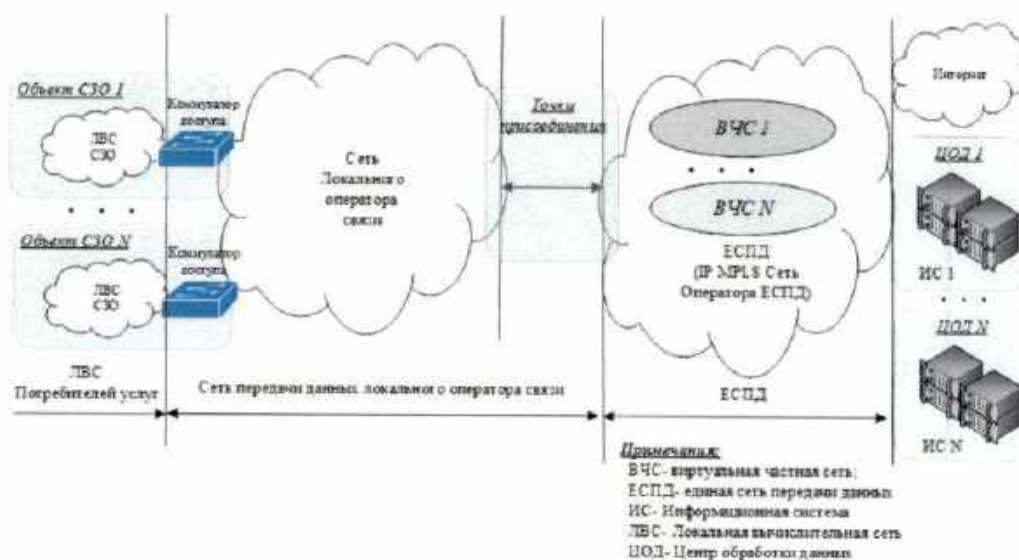 Объект СЗО 1
Коммутатор
доступа
ЛВС
СЗО
Объект СЗО N
Коммутатор
доступа
ЛВС
СЗО
Сеть
Локального
оператора
связи
Точки
присоединения
ВЧС 1
ВЧС N
ЕСПД
(IP MPLS Сеть
Оператора ЕСПД)
Интернет
ЦОД 1
ИС 1
ЦОД N
ИС N
ЛВС
Потребителей услуг
Сеть передачи данных локального оператора связи
ЕСПД
Примечания:
ВЧС- виртуальная частная сеть;
ЕСПД- единая сеть передачи данных
ИС- Информационная система
ЛВС- Локальная вычислительная сеть
ЦОД- Центр обработки данных